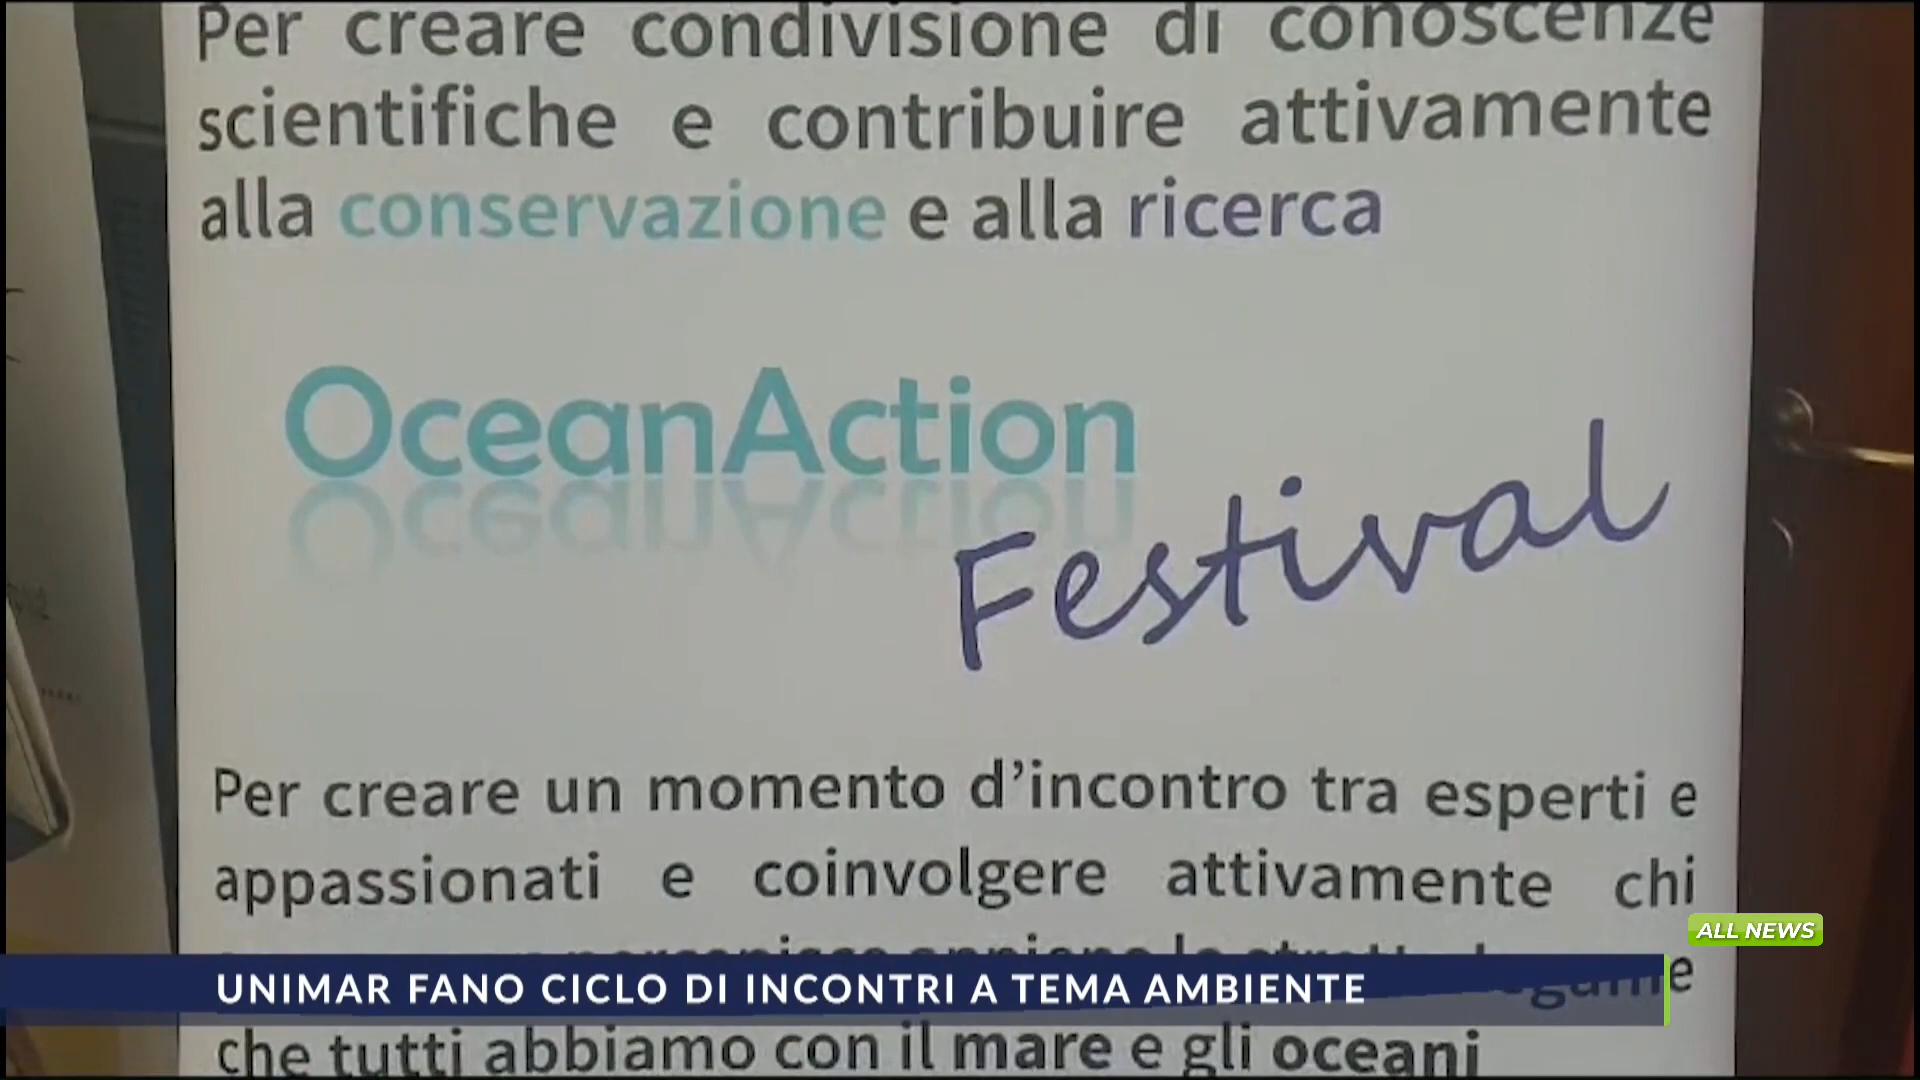 Per creare condivisione di conoscenze
scientifiche e contribuire attivamente
alla conservazione e alla ricerca
OceanAction
Festival
Per creare un momento d'incontro tra esperti e
appassionati e coinvolgere attivamente chi
ALL NEWS
UNIMAR FANO CICLO DI INCONTRI A TEMA AMBIENTE
che tutti abbiamo con il mare e gli oceani